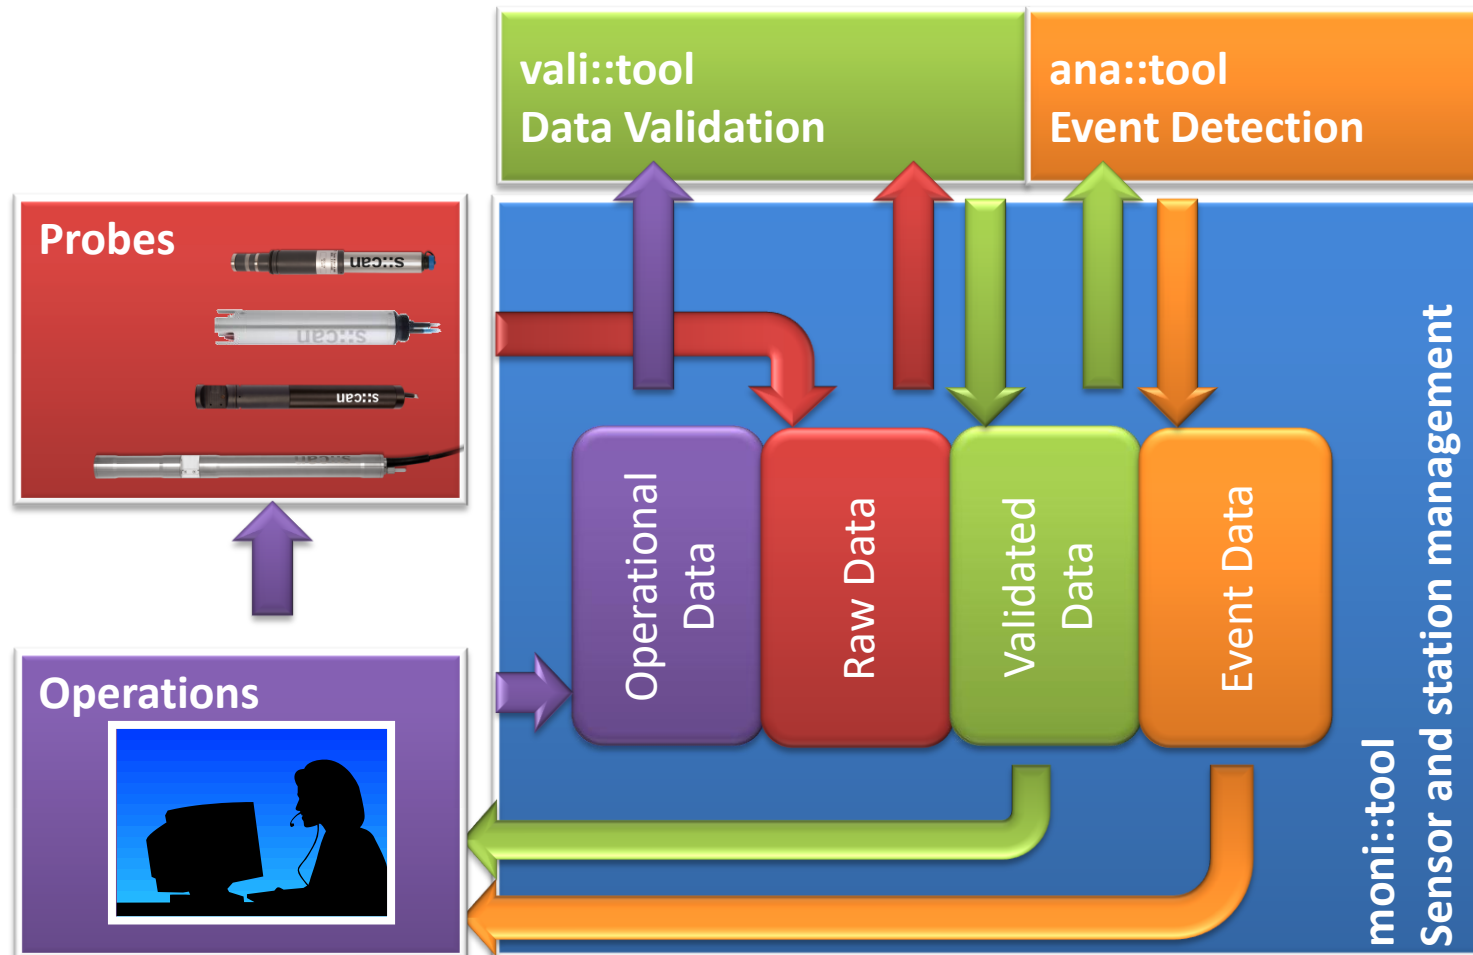 vali::tool
Data Validation
ana::tool
Event Detection
Probes
s::can
s::can
s::can
s::can
Operations
Operational
Data
Raw Data
Validated
Data
Event Data
moni::tool
Sensor and station management